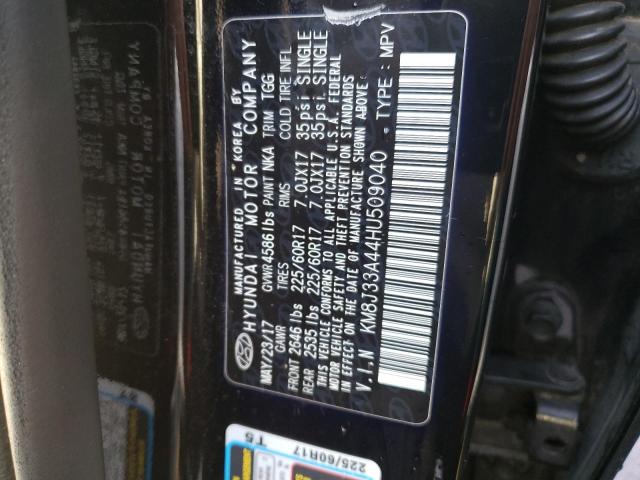 MANUFACTURED IN KOREA BY
HYUNDAI MOTOR COMPANY
MAY/23/17 GVWR 4586 lbs PAINT NKA TRIM TGG
GAWR TIRES RIMS COLD TIRE INFL
FRONT 2646 lbs 225/60R17 7.0JX17 35psi SINGLE
REAR 2535 lbs 225/60R17 7.0JX17 35psi SINGLE
THIS VEHICLE CONFORMS TO ALL APPLICABLE U.S.A. FEDERAL
MOTOR VEHICLE SAFETY AND THEFT PREVENTION STANDARDS
IN EFFECT ON THE DATE OF MANUFACTURE SHOWN ABOVE.
V.I.N KM8J33A44HU509040 - TYPE : MPV
225/60R17
T5